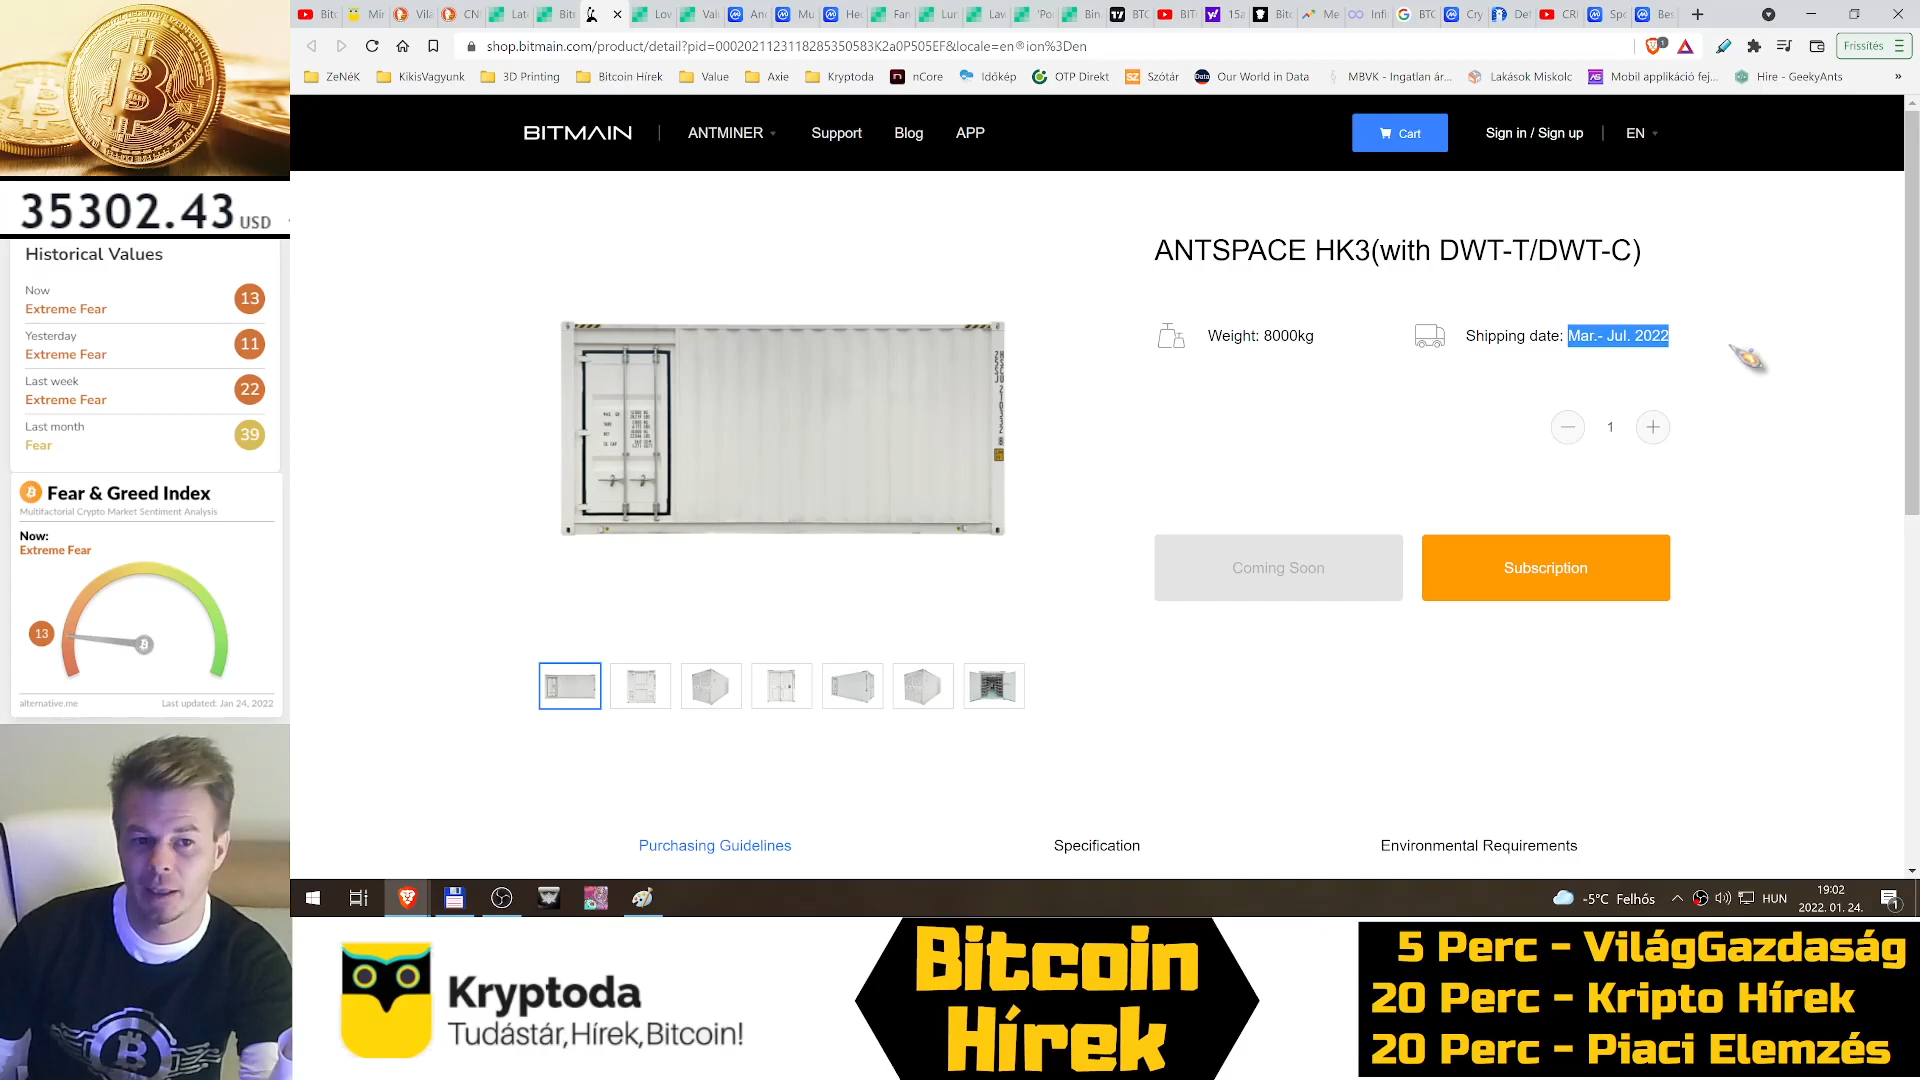 35302.43 USD
Historical Values
Now
Extreme Fear
13
Yesterday
Extreme Fear
11
Last week
Extreme Fear
22
Last month
Fear
39
Fear & Greed Index
Multifactorial Crypto Market Sentiment Analysis
Now:
Extreme Fear
13
alternative.me
Last updated: Jan 24, 2022
shop.bitmain.com/product/detail?pid=00020211231182853505​83K2a0P505EF&locale=en®ion%3Den
1
Frissítés
ZeNéK
KikisVagyunk
3D Printing
Bitcoin Hírek
Value
Axie
Kryptoda
nCore
Időkép
OTP Direkt
Szótár
Our World in Data
MBVK - Ingatlan ár...
Lakások Miskolc
Mobil applikáció fej...
Hire - GeekyAnts
BITMAIN
ANTMINER
Support
Blog
APP
Cart
Sign in / Sign up
EN
ANTSPACE HK3(with DWT-T/DWT-C)
Weight: 8000kg
Shipping date: Mar.- Jul. 2022
1
Coming Soon
Subscription
Purchasing Guidelines
Specification
Environmental Requirements
-5°C Felhős
HUN
19:02
2022. 01. 24.
1
Kryptoda
Tudástár,Hírek,Bitcoin!
Bitcoin
Hírek
5 Perc - VilágGazdaság
20 Perc - Kripto Hírek
20 Perc - Piaci Elemzés